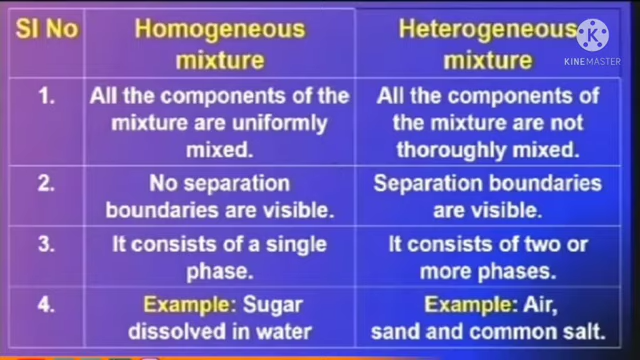 Sl No
Homogeneous
mixture
Heterogeneous
mixture
K
KINEMASTER
1.
All the components of the
mixture are uniformly
mixed.
All the components of
the mixture are not
thoroughly mixed.
2.
No separation
boundaries are visible.
Separation boundaries
are visible.
3.
It consists of a single
phase.
It consists of two or
more phases.
4.
Example: Sugar
dissolved in water
Example: Air,
sand and common salt.